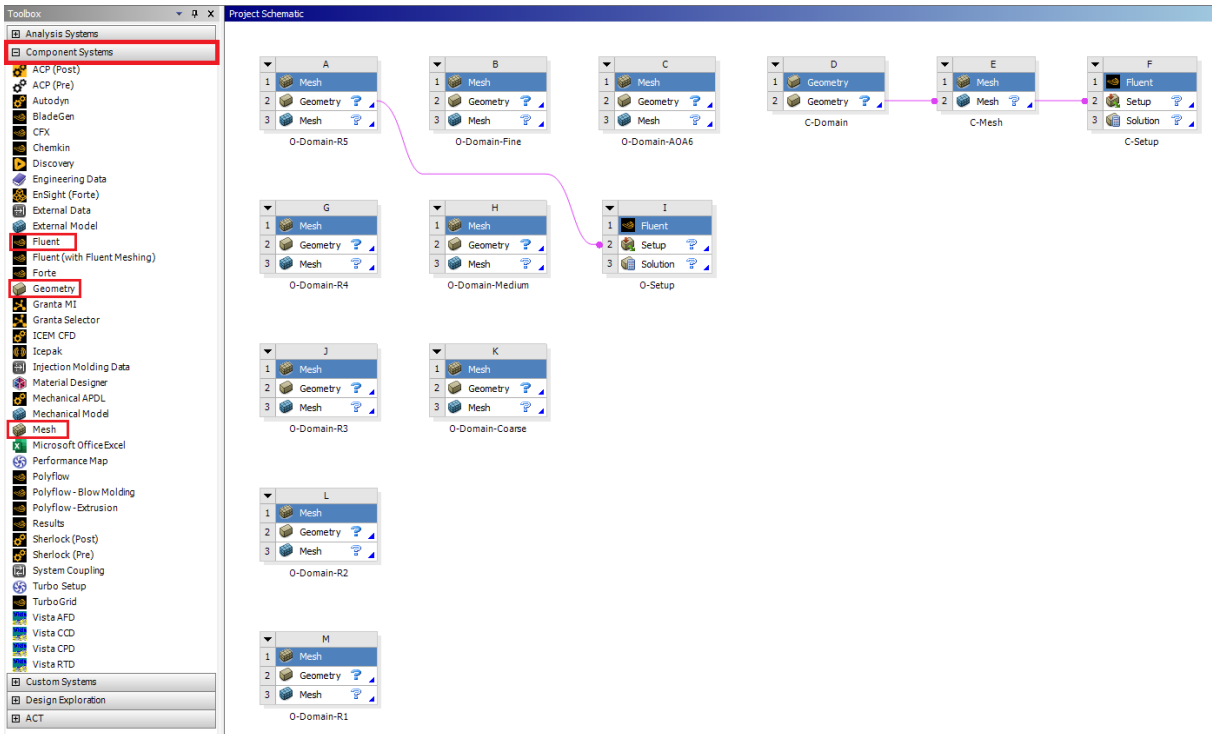 Toolbox
Project Schematic
Analysis Systems
Component Systems
ACP (Post)
ACP (Pre)
Autodyn
BladeGen
CFX
Chemkin
Discovery
Engineering Data
EnSight (Forte)
External Data
External Model
Fluent
Fluent (with Fluent Meshing)
Forte
Geometry
Granta MI
Granta Selector
ICEM CFD
Icepak
Injection Molding Data
Material Designer
Mechanical APDL
Mechanical Model
Mesh
Microsoft Office Excel
Performance Map
Polyflow
Polyflow - Blow Molding
Polyflow - Extrusion
Results
Sherlock (Post)
Sherlock (Pre)
System Coupling
Turbo Setup
TurboGrid
Vista AFD
Vista CCD
Vista CPD
Vista RTD
Custom Systems
Design Exploration
ACT
A
1 Mesh
2 Geometry ?
3 Mesh ?
O-Domain-R5
B
1 Mesh
2 Geometry ?
3 Mesh ?
O-Domain-Fine
C
1 Mesh
2 Geometry ?
3 Mesh ?
O-Domain-AOA6
D
1 Geometry
2 Geometry ?
C-Domain
E
1 Mesh
2 Mesh ?
C-Mesh
F
1 Fluent
2 Setup ?
3 Solution ?
C-Setup
G
1 Mesh
2 Geometry ?
3 Mesh ?
O-Domain-R4
H
1 Mesh
2 Geometry ?
3 Mesh ?
O-Domain-Medium
I
1 Fluent
2 Setup ?
3 Solution ?
O-Setup
J
1 Mesh
2 Geometry ?
3 Mesh ?
O-Domain-R3
K
1 Mesh
2 Geometry ?
3 Mesh ?
O-Domain-Coarse
L
1 Mesh
2 Geometry ?
3 Mesh ?
O-Domain-R2
M
1 Mesh
2 Geometry ?
3 Mesh ?
O-Domain-R1